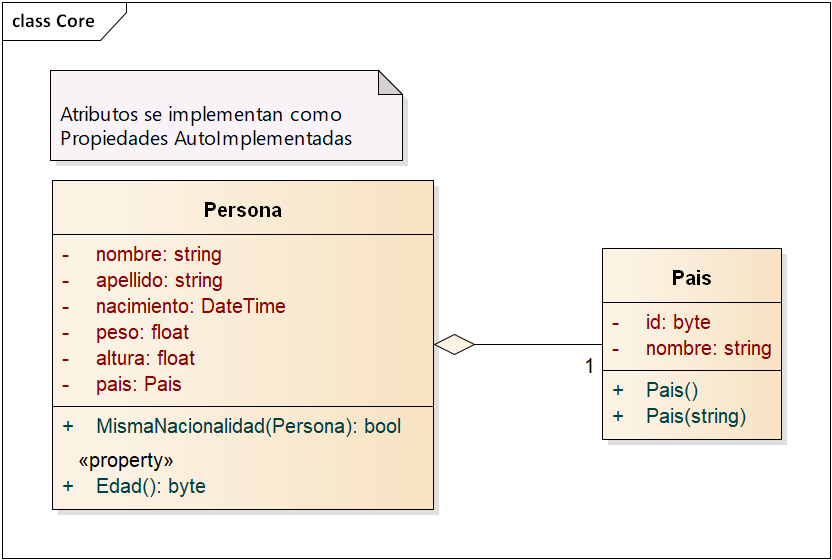 class Core
Atributos se implementan como
Propiedades AutoImplementadas
Persona
- nombre: string
- apellido: string
- nacimiento: DateTime
- peso: float
- altura: float
- pais: Pais
+ MismaNacionalidad(Persona): bool
«property»
+ Edad(): byte
1
Pais
- id: byte
- nombre: string
+ Pais()
+ Pais(string)